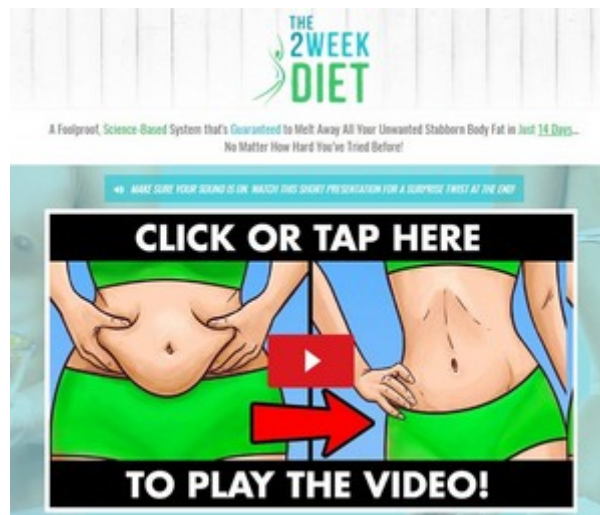 THE
2WEEK
DIET
A Foolproof, Science-Based System that's Guaranteed to Melt Away All Your Unwanted Stubborn Body Fat in Just 14 Days...
No Matter How Hard You've Tried Before!
MAKE SURE YOUR SOUND IS ON. WATCH THIS SHORT PRESENTATION FOR A SURPRISE TWIST AT THE END!
CLICK OR TAP HERE
TO PLAY THE VIDEO!